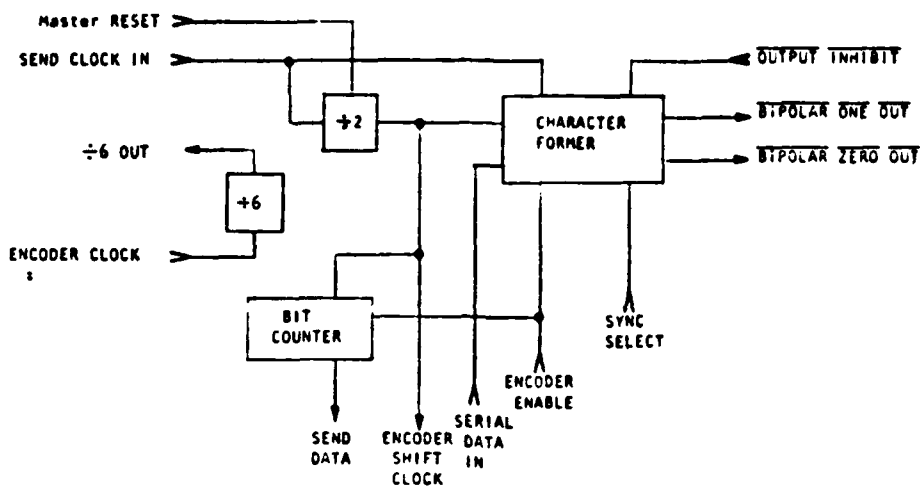 Master RESET
SEND CLOCK IN
OUTPUT INHIBIT
÷2
CHARACTER
FORMER
BIPOLAR ONE OUT
BIPOLAR ZERO OUT
÷6 OUT
÷6
ENCODER CLOCK
:
BIT
COUNTER
SYNC
SELECT
ENCODER
ENABLE
SERIAL
DATA
IN
SEND
DATA
ENCODER
SHIFT
CLOCK